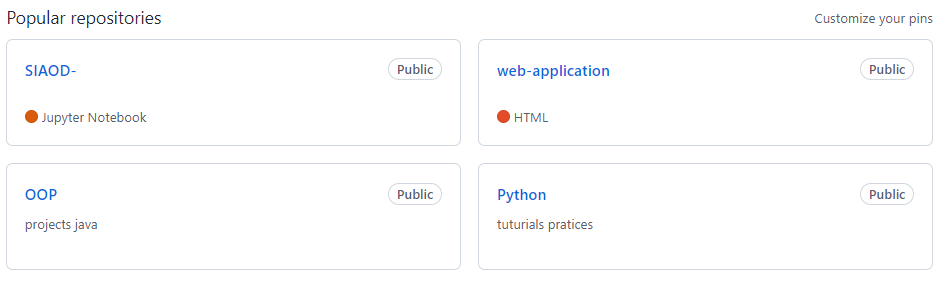 Popular repositories
Customize your pins
SIAOD-
Public
Jupyter Notebook
web-application
Public
HTML
OOP
Public
projects java
Python
Public
tuturials pratices